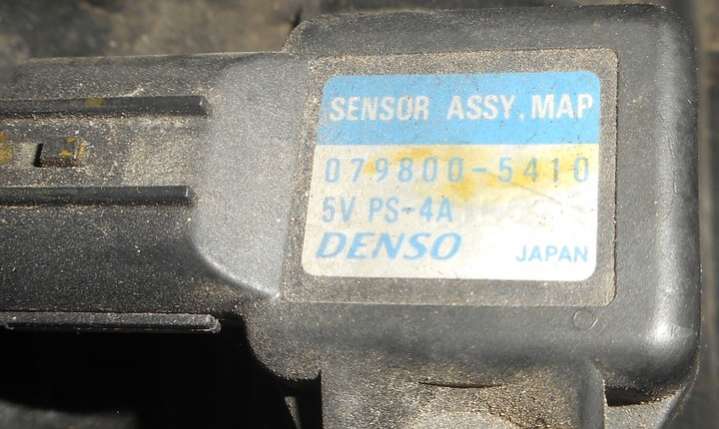 SENSOR ASSY, MAP
079800-5410
5V PS-4A
DENSO JAPAN